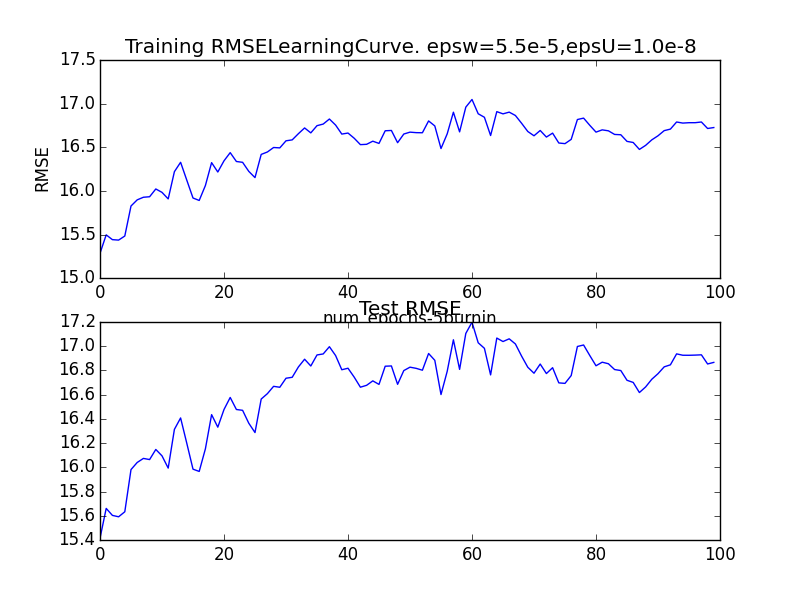 Training RMSELearningCurve. epsw=5.5e-5,epsU=1.0e-8
17.5
17.0
16.5
16.0
15.5
15.0
RMSE
0 20 40 60 80 100
num_epochs-5burnin
Test RMSE
17.2
17.0
16.8
16.6
16.4
16.2
16.0
15.8
15.6
15.4
0 20 40 60 80 100